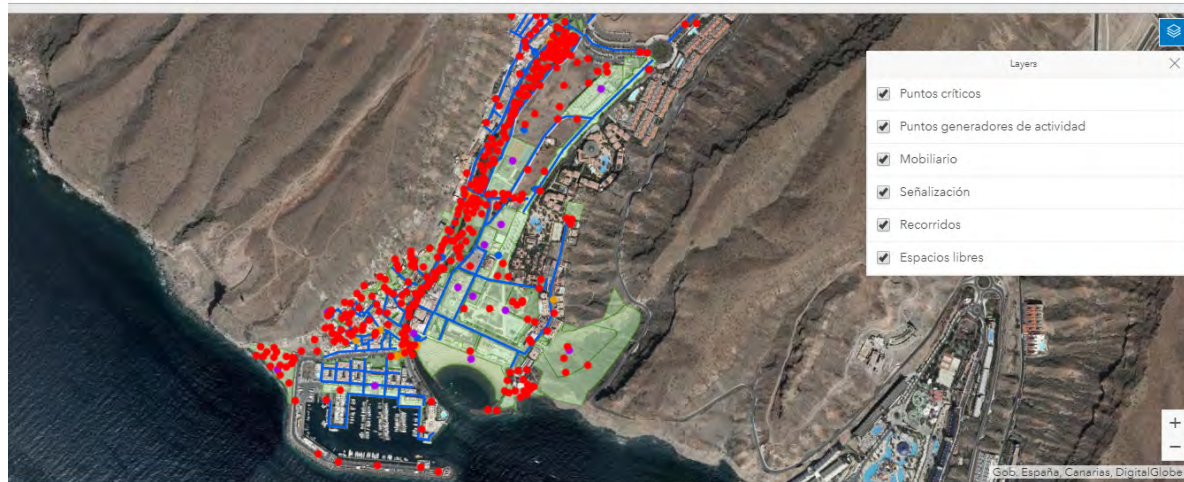 Layers
Puntos críticos
Puntos generadores de actividad
Mobiliario
Señalización
Recorridos
Espacios libres
+
−
Gob. España, Canarias, DigitalGlobe